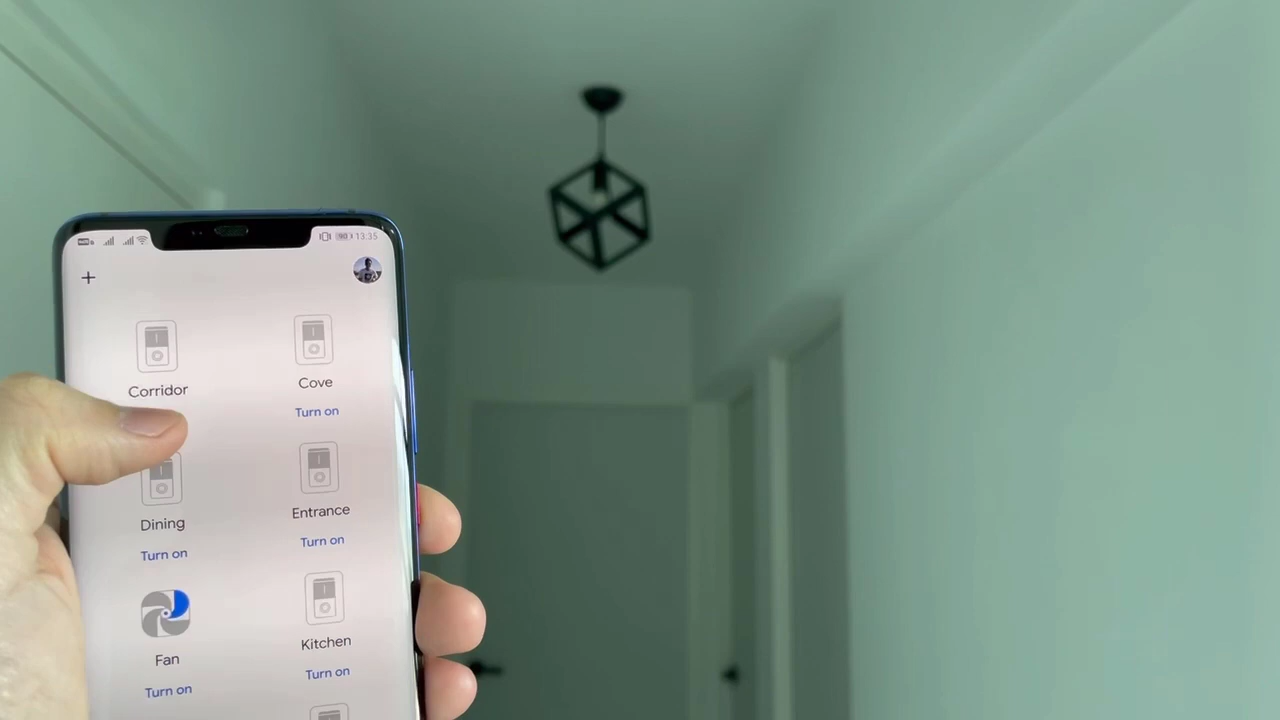 13:35
+
Corridor
Cove
Turn on
Dining
Entrance
Turn on
Turn on
Fan
Kitchen
Turn on
Turn on